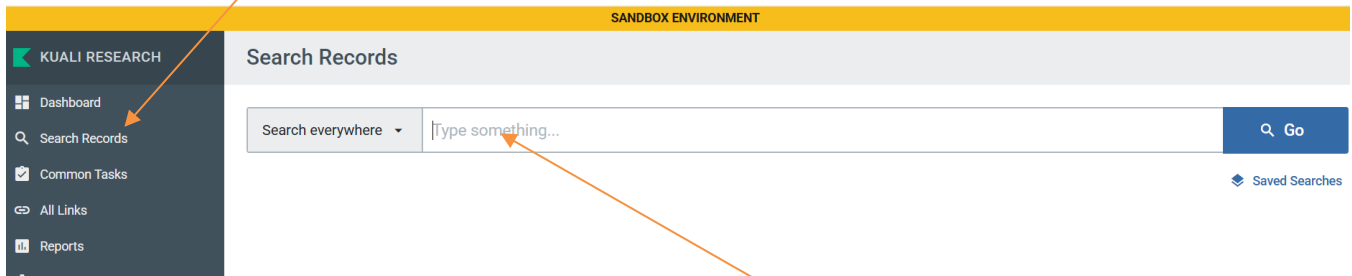 SANDBOX ENVIRONMENT
KUALI RESEARCH
Search Records
Dashboard
Search Records
Search everywhere
Type something...
Go
Common Tasks
Saved Searches
All Links
Reports